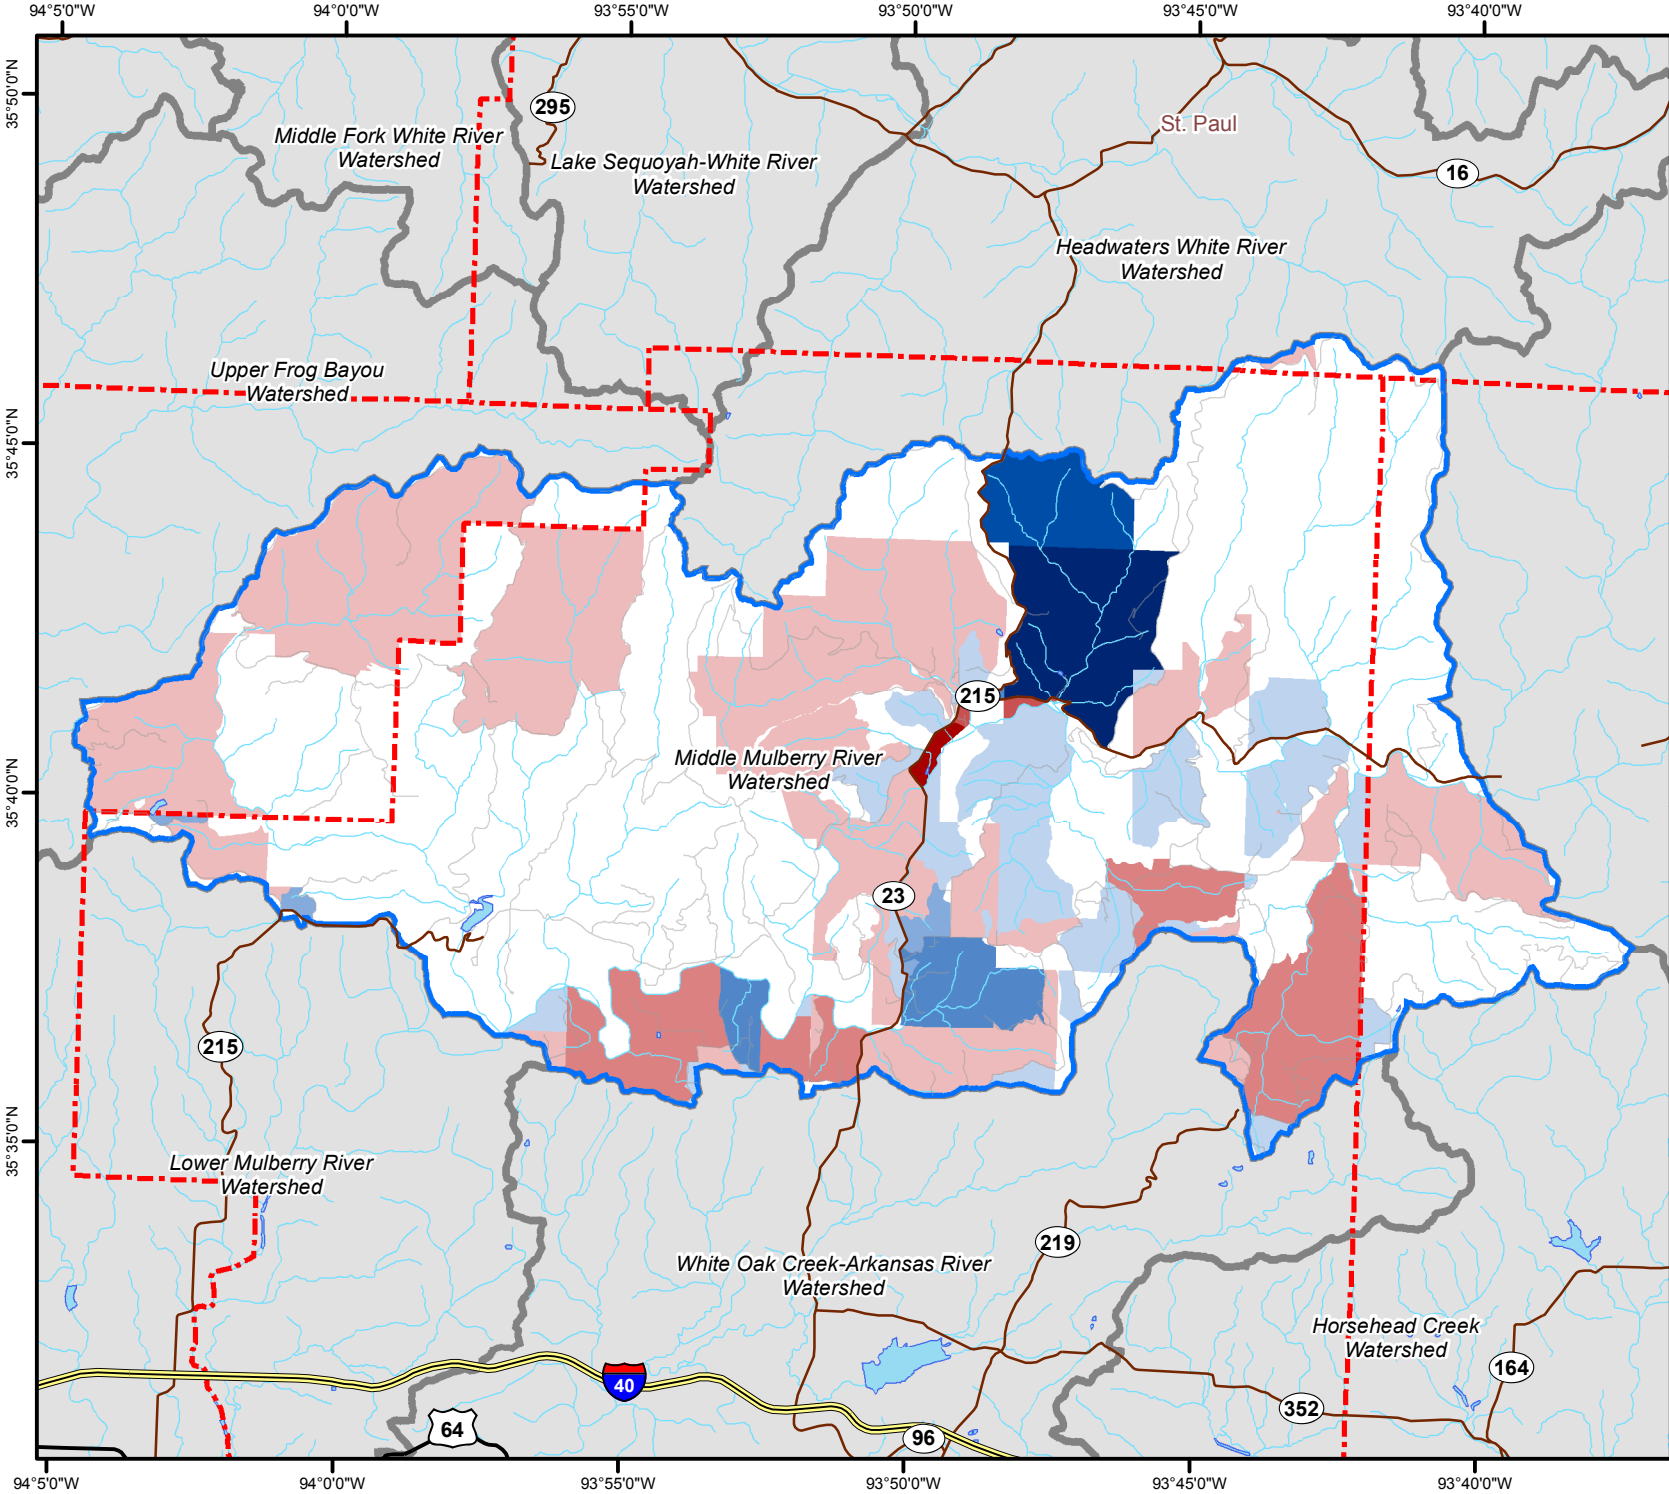 94°5'0"W
94°0'0"W
93°55'0"W
93°50'0"W
93°45'0"W
93°40'0"W
35°50'0"N
295
Middle Fork White River
Watershed
Lake Sequoyah-White River
Watershed
St. Paul
16
Headwaters White River
Watershed
Upper Frog Bayou
Watershed
35°45'0"N
215
Middle Mulberry River
Watershed
35°40'0"N
23
215
35°35'0"N
Lower Mulberry River
Watershed
219
White Oak Creek-Arkansas River
Watershed
Horsehead Creek
Watershed
164
40
352
64
96
94°5'0"W
94°0'0"W
93°55'0"W
93°50'0"W
93°45'0"W
93°40'0"W